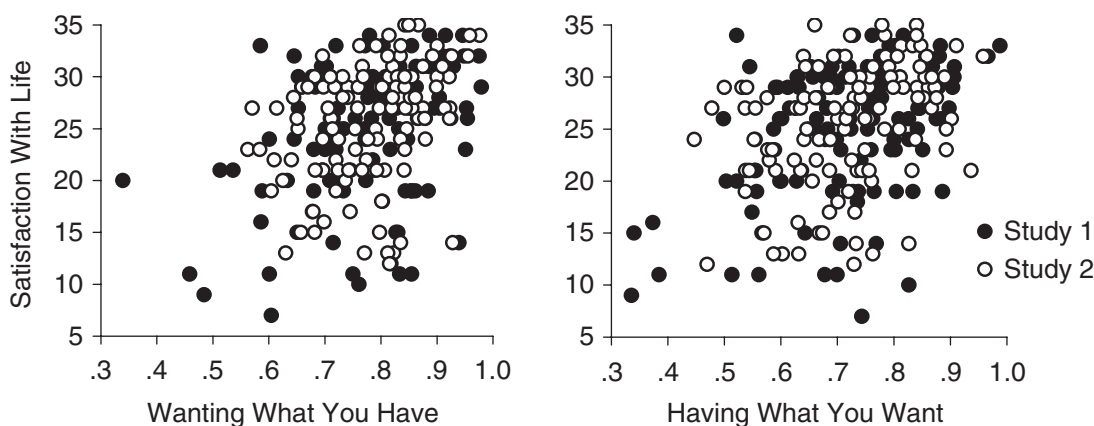 Satisfaction With Life
35
30
25
20
15
10
5
.3 .4 .5 .6 .7 .8 .9 1.0
Wanting What You Have
35
30
25
20
15
10
5
.3 .4 .5 .6 .7 .8 .9 1.0
Having What You Want
Study 1
Study 2